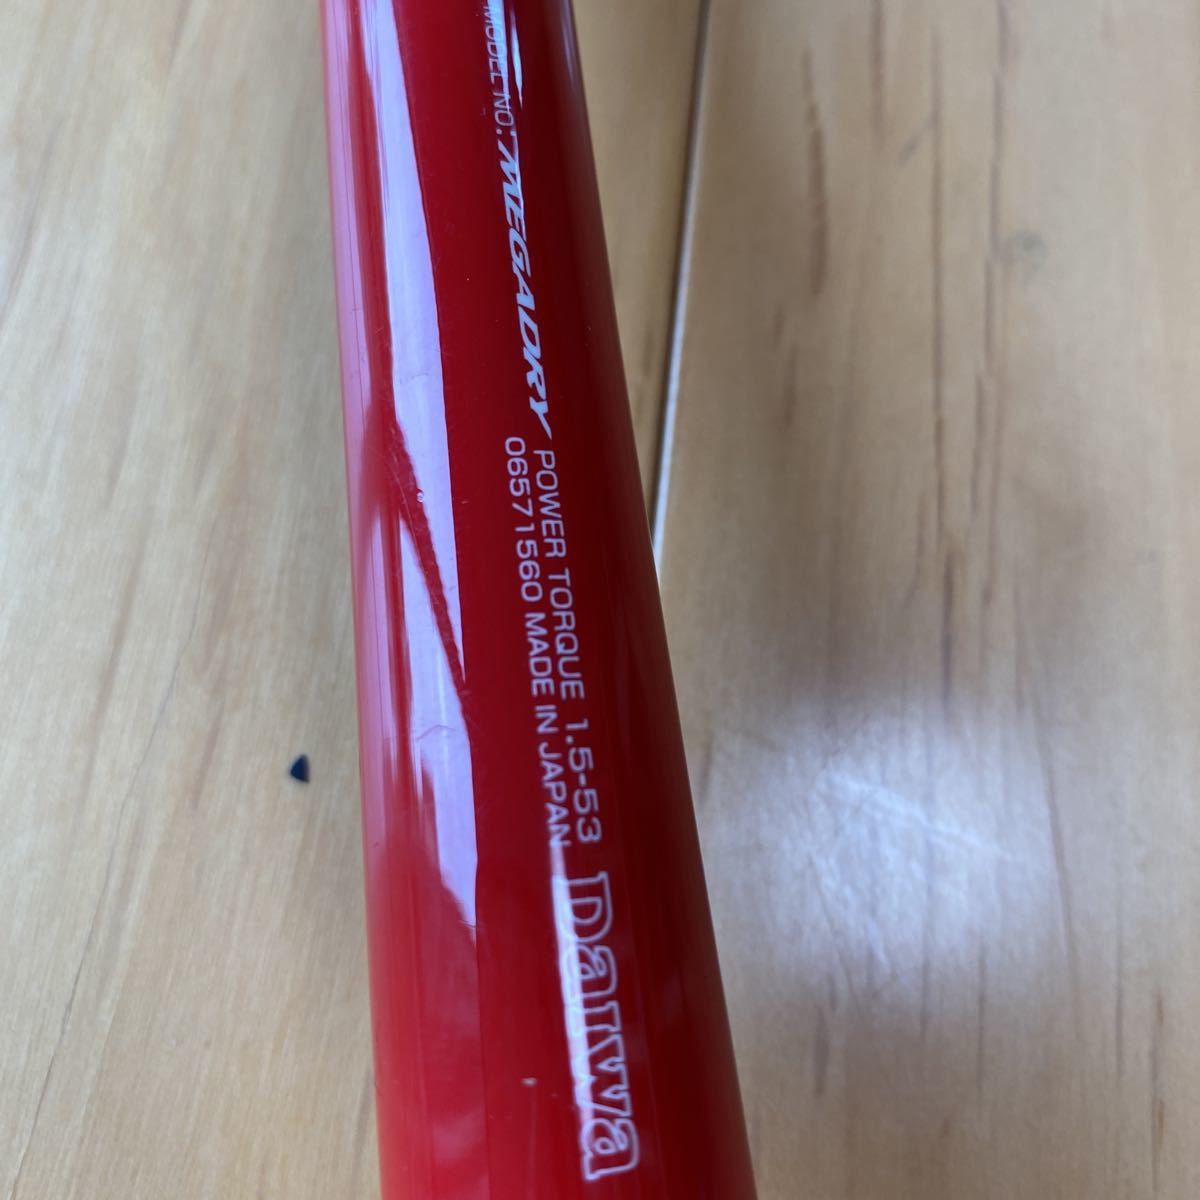 MODEL NO: MEGADRY POWER TORQUE 1.5-53 Daiwa
06571560 MADE IN JAPAN